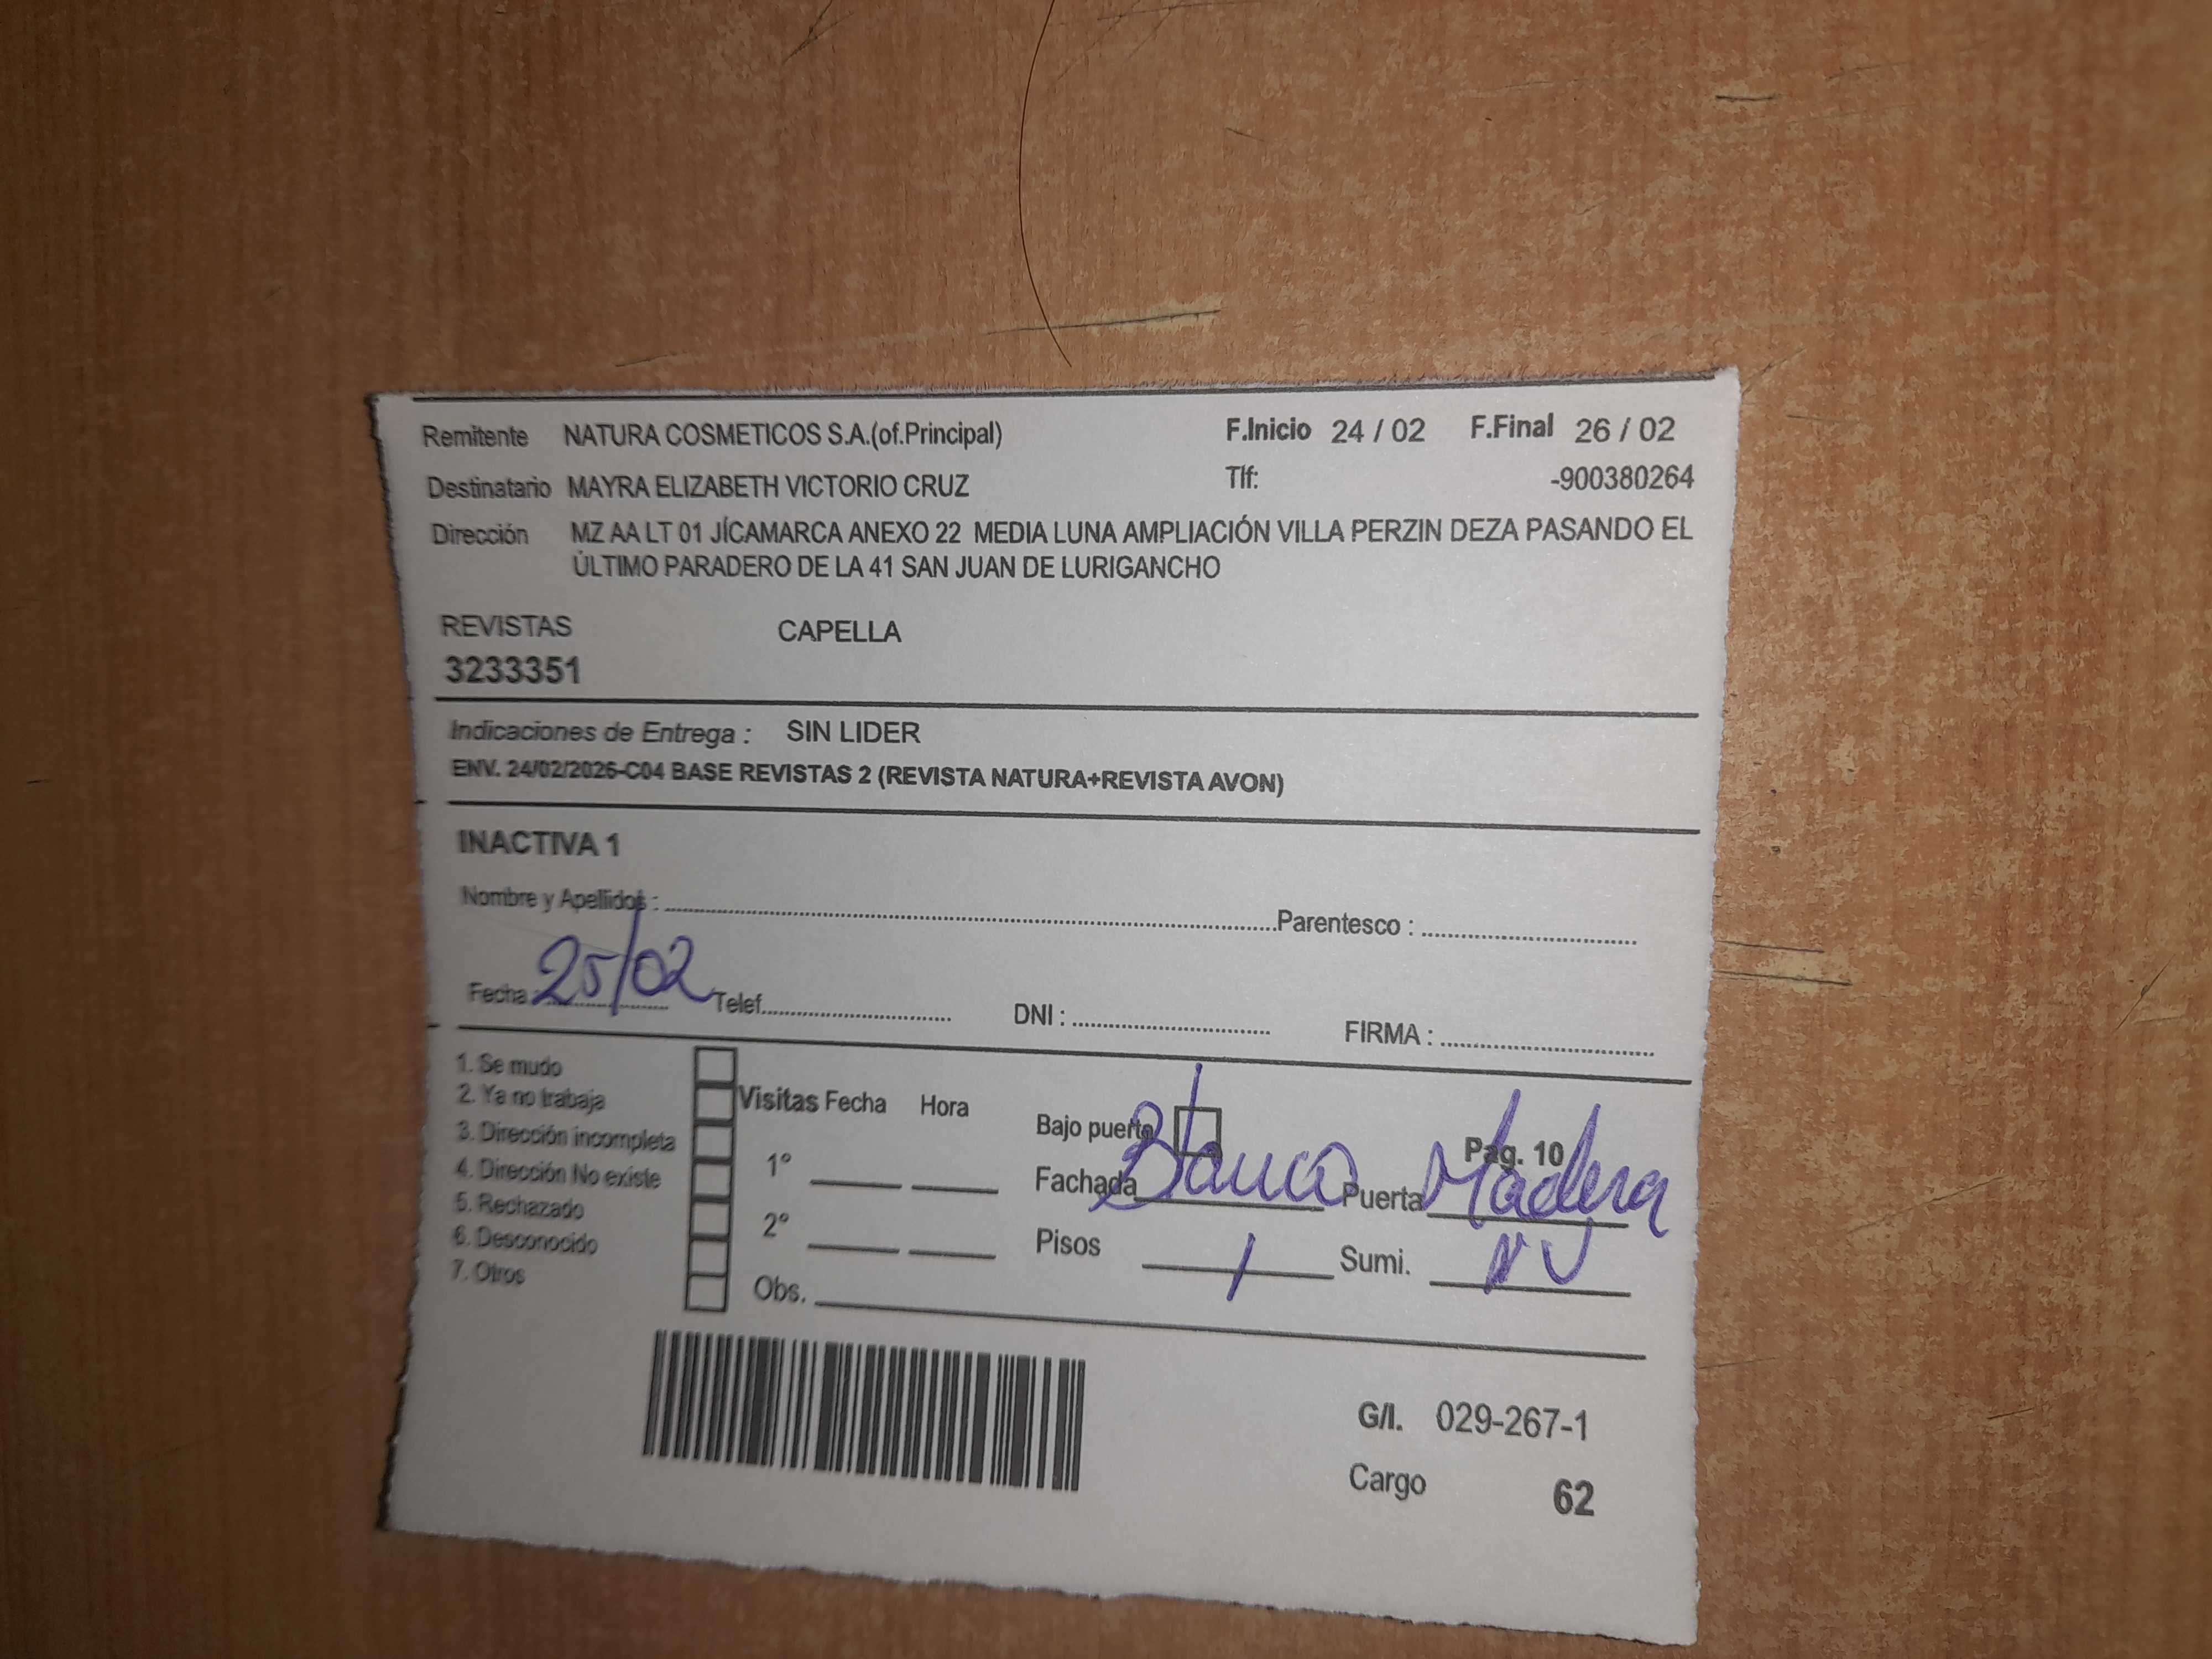 Remitente NATURA COSMETICOS S.A.(of.Principal) F.Inicio 24 / 02 F.Final 26 / 02
Destinatario MAYRA ELIZABETH VICTORIO CRUZ Tlf: -900380264
Dirección MZ AA LT 01 JÍCAMARCA ANEXO 22 MEDIA LUNA AMPLIACIÓN VILLA PERZIN DEZA PASANDO EL
ÚLTIMO PARADERO DE LA 41 SAN JUAN DE LURIGANCHO
REVISTAS CAPELLA
3233351
Indicaciones de Entrega : SIN LIDER
ENV. 24/02/2026-C04 BASE REVISTAS 2 (REVISTA NATURA+REVISTA AVON)
INACTIVA 1
Nombre y Apellidos : Parentesco :
Fecha : 25/02 Telef. DNI : FIRMA :
1. Se mudo
2. Ya no trabaja
3. Dirección incompleta
4. Dirección No existe
5. Rechazado
6. Desconocido
7. Otros
Visitas Fecha Hora
1°
2°
Obs.
Bajo puerta Pag. 10
Fachada Blanco Puerta Madera
Pisos 1 Sumi. NV
G/I. 029-267-1
Cargo 62